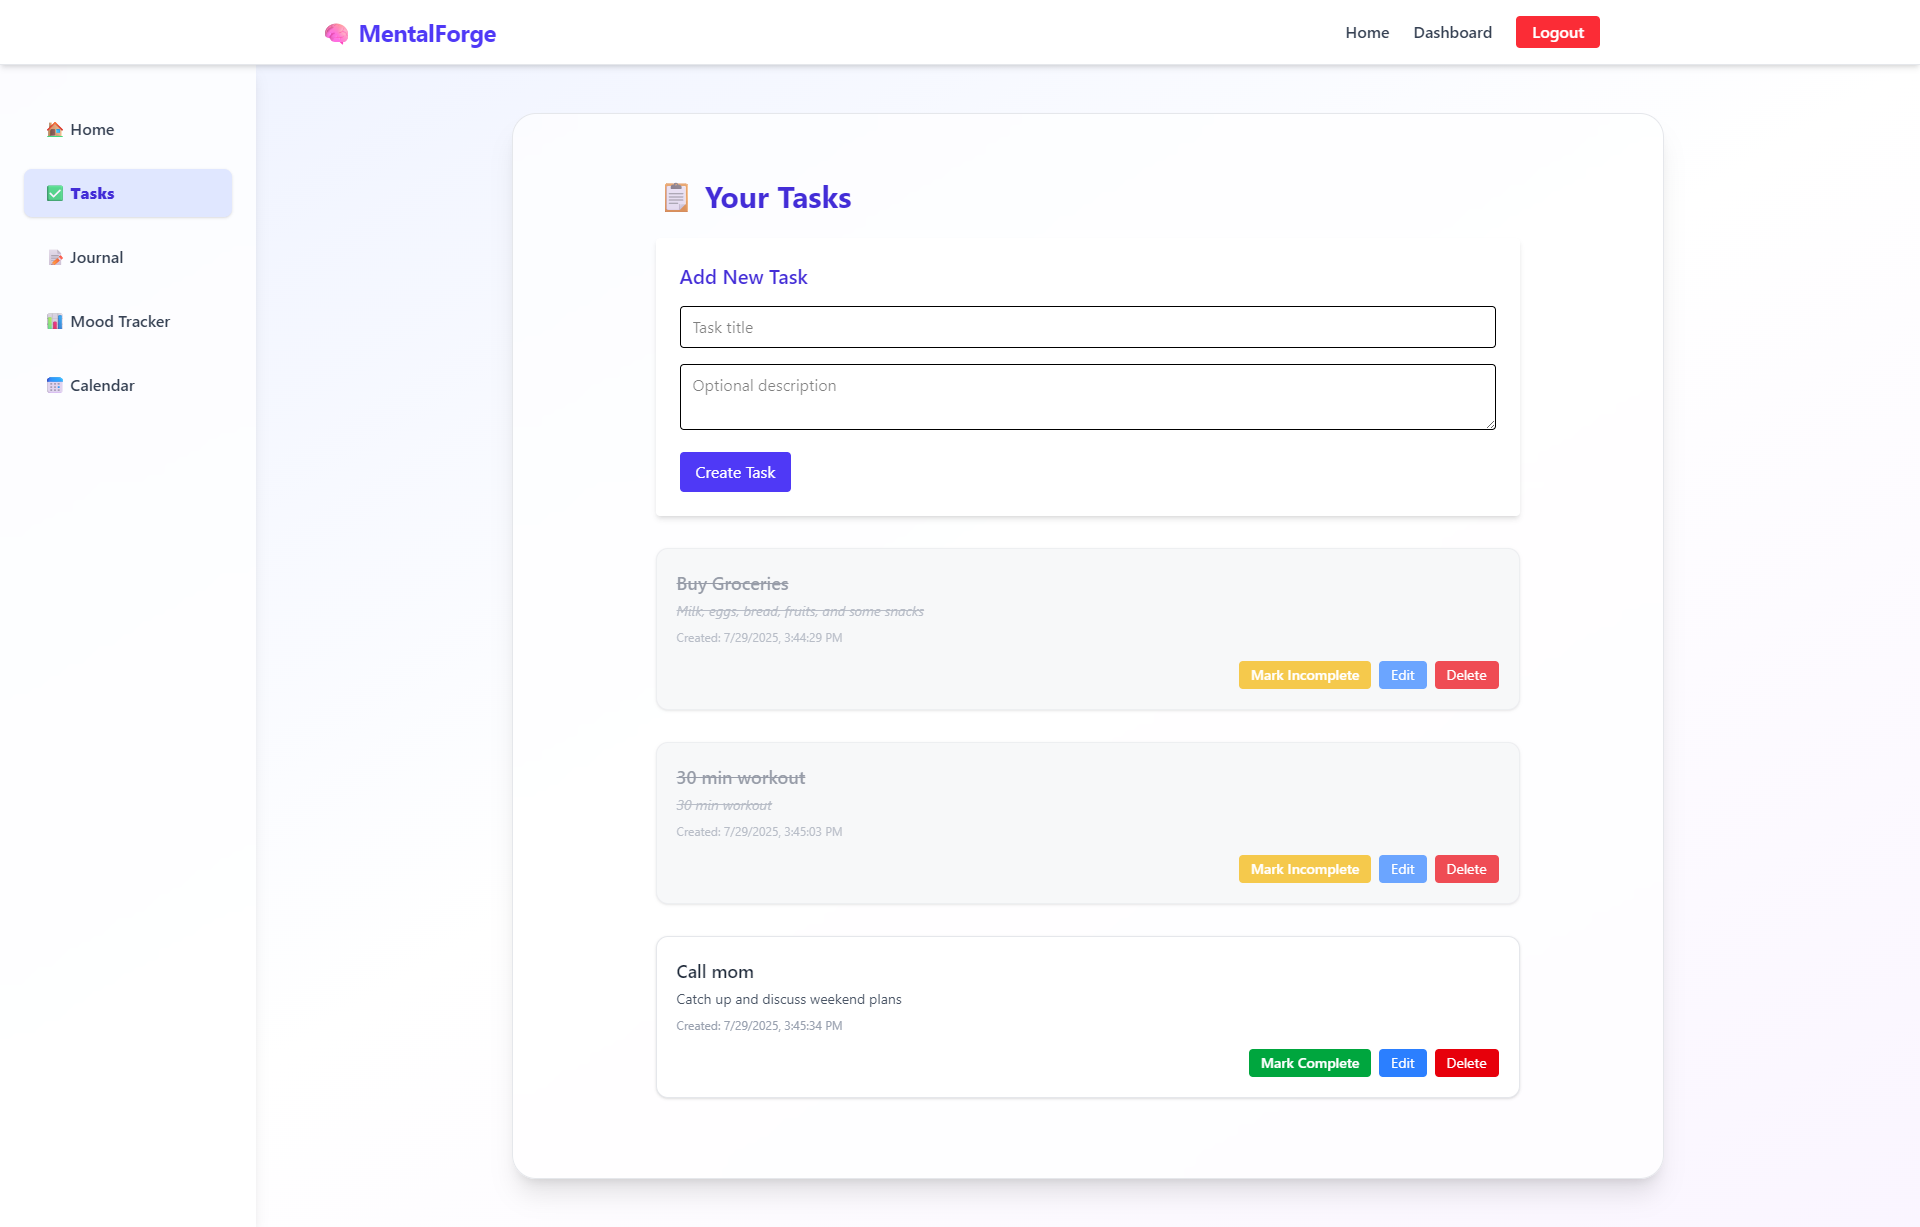 MentalForge
Home
Dashboard
Logout
Home
Tasks
Journal
Mood Tracker
Calendar
Your Tasks
Add New Task
Task title
Optional description
Create Task
Buy Groceries
Milk, eggs, bread, fruits, and some snacks
Created: 7/29/2025, 3:44:29 PM
Mark Incomplete
Edit
Delete
30 min workout
30 min workout
Created: 7/29/2025, 3:45:03 PM
Mark Incomplete
Edit
Delete
Call mom
Catch up and discuss weekend plans
Created: 7/29/2025, 3:45:34 PM
Mark Complete
Edit
Delete